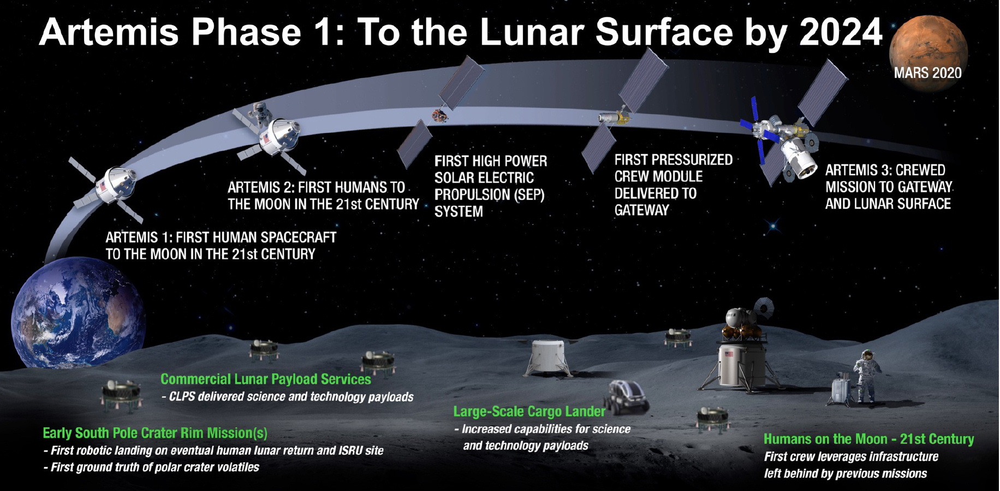 Artemis Phase 1: To the Lunar Surface by 2024
MARS 2020
ARTEMIS 1: FIRST HUMAN SPACECRAFT
TO THE MOON IN THE 21st CENTURY
ARTEMIS 2: FIRST HUMANS TO
THE MOON IN THE 21st CENTURY
FIRST HIGH POWER
SOLAR ELECTRIC
PROPULSION (SEP)
SYSTEM
FIRST PRESSURIZED
CREW MODULE
DELIVERED TO
GATEWAY
ARTEMIS 3: CREWED
MISSION TO GATEWAY
AND LUNAR SURFACE
Commercial Lunar Payload Services
- CLPS delivered science and technology payloads
Early South Pole Crater Rim Mission(s)
- First robotic landing on eventual human lunar return and ISRU site
- First ground truth of polar crater volatiles
Large-Scale Cargo Lander
- Increased capabilities for science
and technology payloads
Humans on the Moon - 21st Century
First crew leverages infrastructure
left behind by previous missions